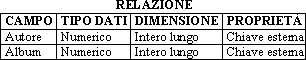 RELAZIONE
CAMPO TIPO DATI DIMENSIONE PROPRIETÀ
Autore Numerico Intero lungo Chiave esterna
Album Numerico Intero lungo Chiave esterna